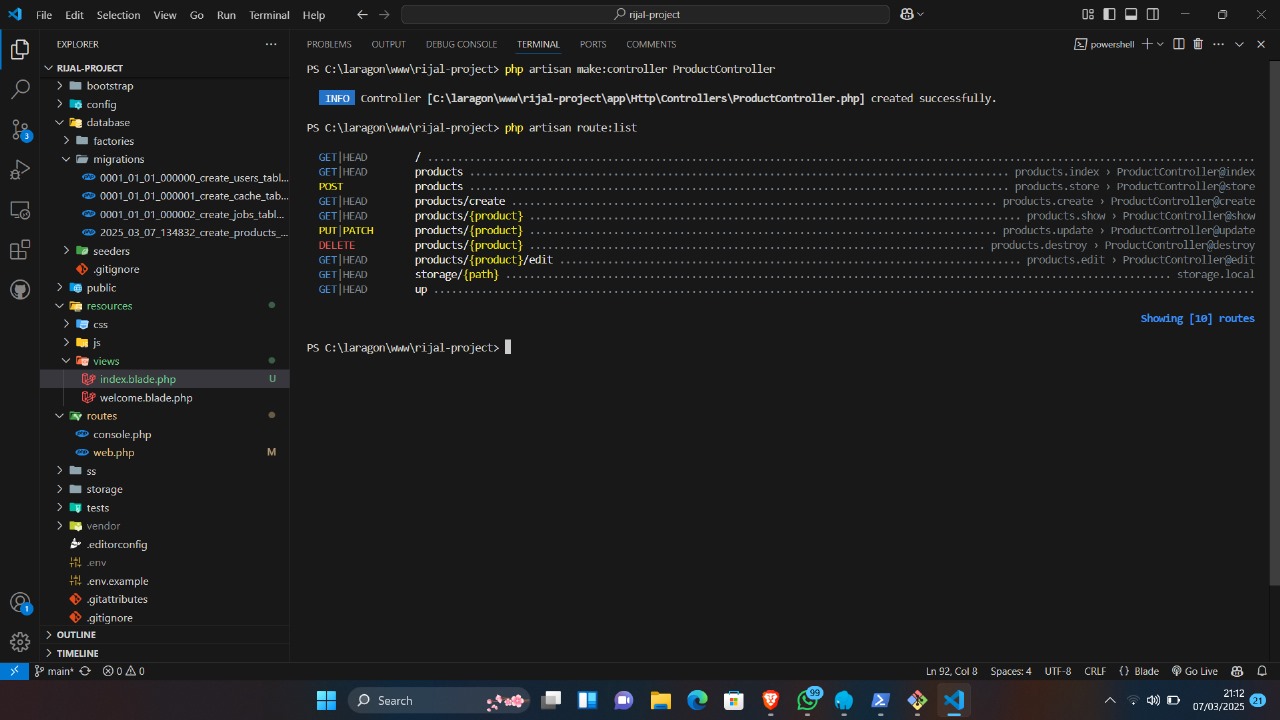 File Edit Selection View Go Run Terminal Help
rijal-project
EXPLORER
RIJAL-PROJECT
bootstrap
config
database
factories
migrations
0001_01_01_000000_create_users_tabl...
0001_01_01_000001_create_cache_tab...
0001_01_01_000002_create_jobs_tabl...
2025_03_07_134832_create_products_...
seeders
.gitignore
public
resources
css
js
views
index.blade.php U
welcome.blade.php
routes
console.php
web.php M
ss
storage
tests
vendor
.editorconfig
.env
.env.example
.gitattributes
.gitignore
OUTLINE
TIMELINE
3
1
PROBLEMS OUTPUT DEBUG CONSOLE TERMINAL PORTS COMMENTS
powershell
PS C:\laragon\www\rijal-project> php artisan make:controller ProductController
INFO Controller [C:\laragon\www\rijal-project\app\Http\Controllers\ProductController.php] created successfully.
PS C:\laragon\www\rijal-project> php artisan route:list
GET|HEAD / ........................................
GET|HEAD products ........................................ products.index › ProductController@index
POST products ........................................ products.store › ProductController@store
GET|HEAD products/create ........................................ products.create › ProductController@create
GET|HEAD products/{product} ........................................ products.show › ProductController@show
PUT|PATCH products/{product} ........................................ products.update › ProductController@update
DELETE products/{product} ........................................ products.destroy › ProductController@destroy
GET|HEAD products/{product}/edit ........................................ products.edit › ProductController@edit
GET|HEAD storage/{path} ........................................ storage.local
GET|HEAD up ........................................
Showing [10] routes
PS C:\laragon\www\rijal-project>
main* 0 0 Ln 92, Col 8 Spaces: 4 UTF-8 CRLF {} Blade Go Live
Search
99
21:12
07/03/2025
21